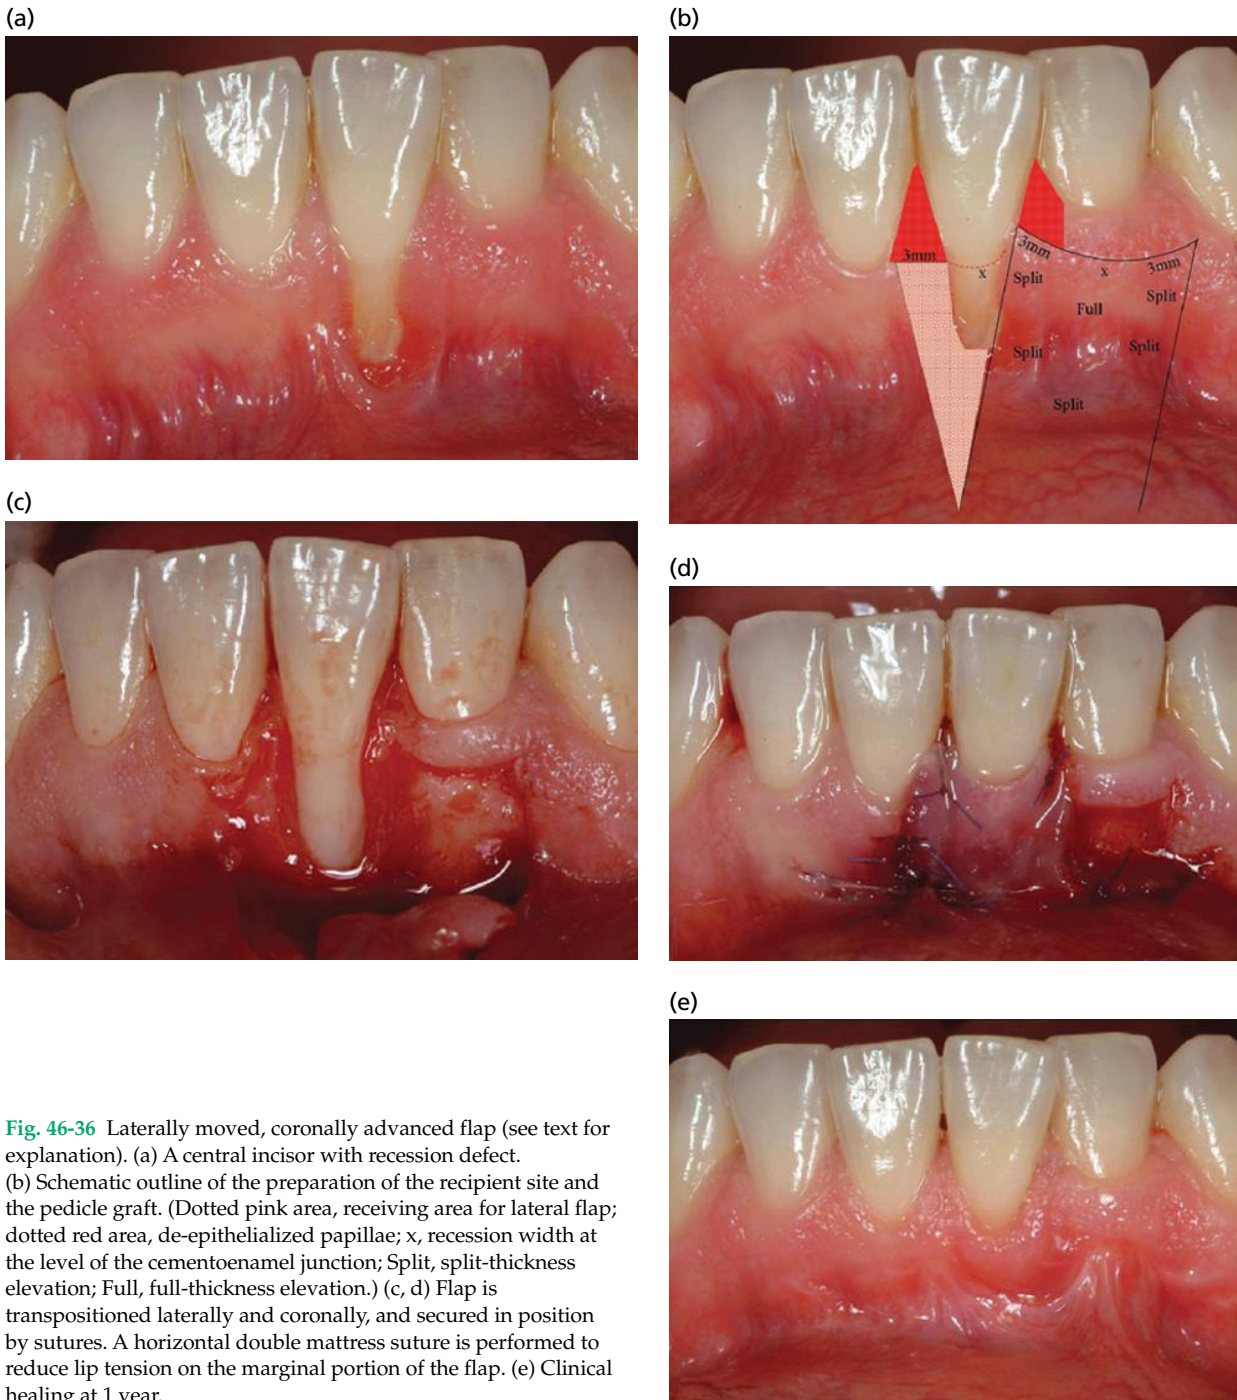 (a)
(b)
3mm
x
3mm
x
3mm
Split
Split
Full
Split
Split
Split
(c)
(d)
(e)
Fig. 46-36 Laterally moved, coronally advanced flap (see text for
explanation). (a) A central incisor with recession defect.
(b) Schematic outline of the preparation of the recipient site and
the pedicle graft. (Dotted pink area, receiving area for lateral flap;
dotted red area, de-epithelialized papillae; x, recession width at
the level of the cementoenamel junction; Split, split-thickness
elevation; Full, full-thickness elevation.) (c, d) Flap is
transpositioned laterally and coronally, and secured in position
by sutures. A horizontal double mattress suture is performed to
reduce lip tension on the marginal portion of the flap. (e) Clinical
healing at 1 year.